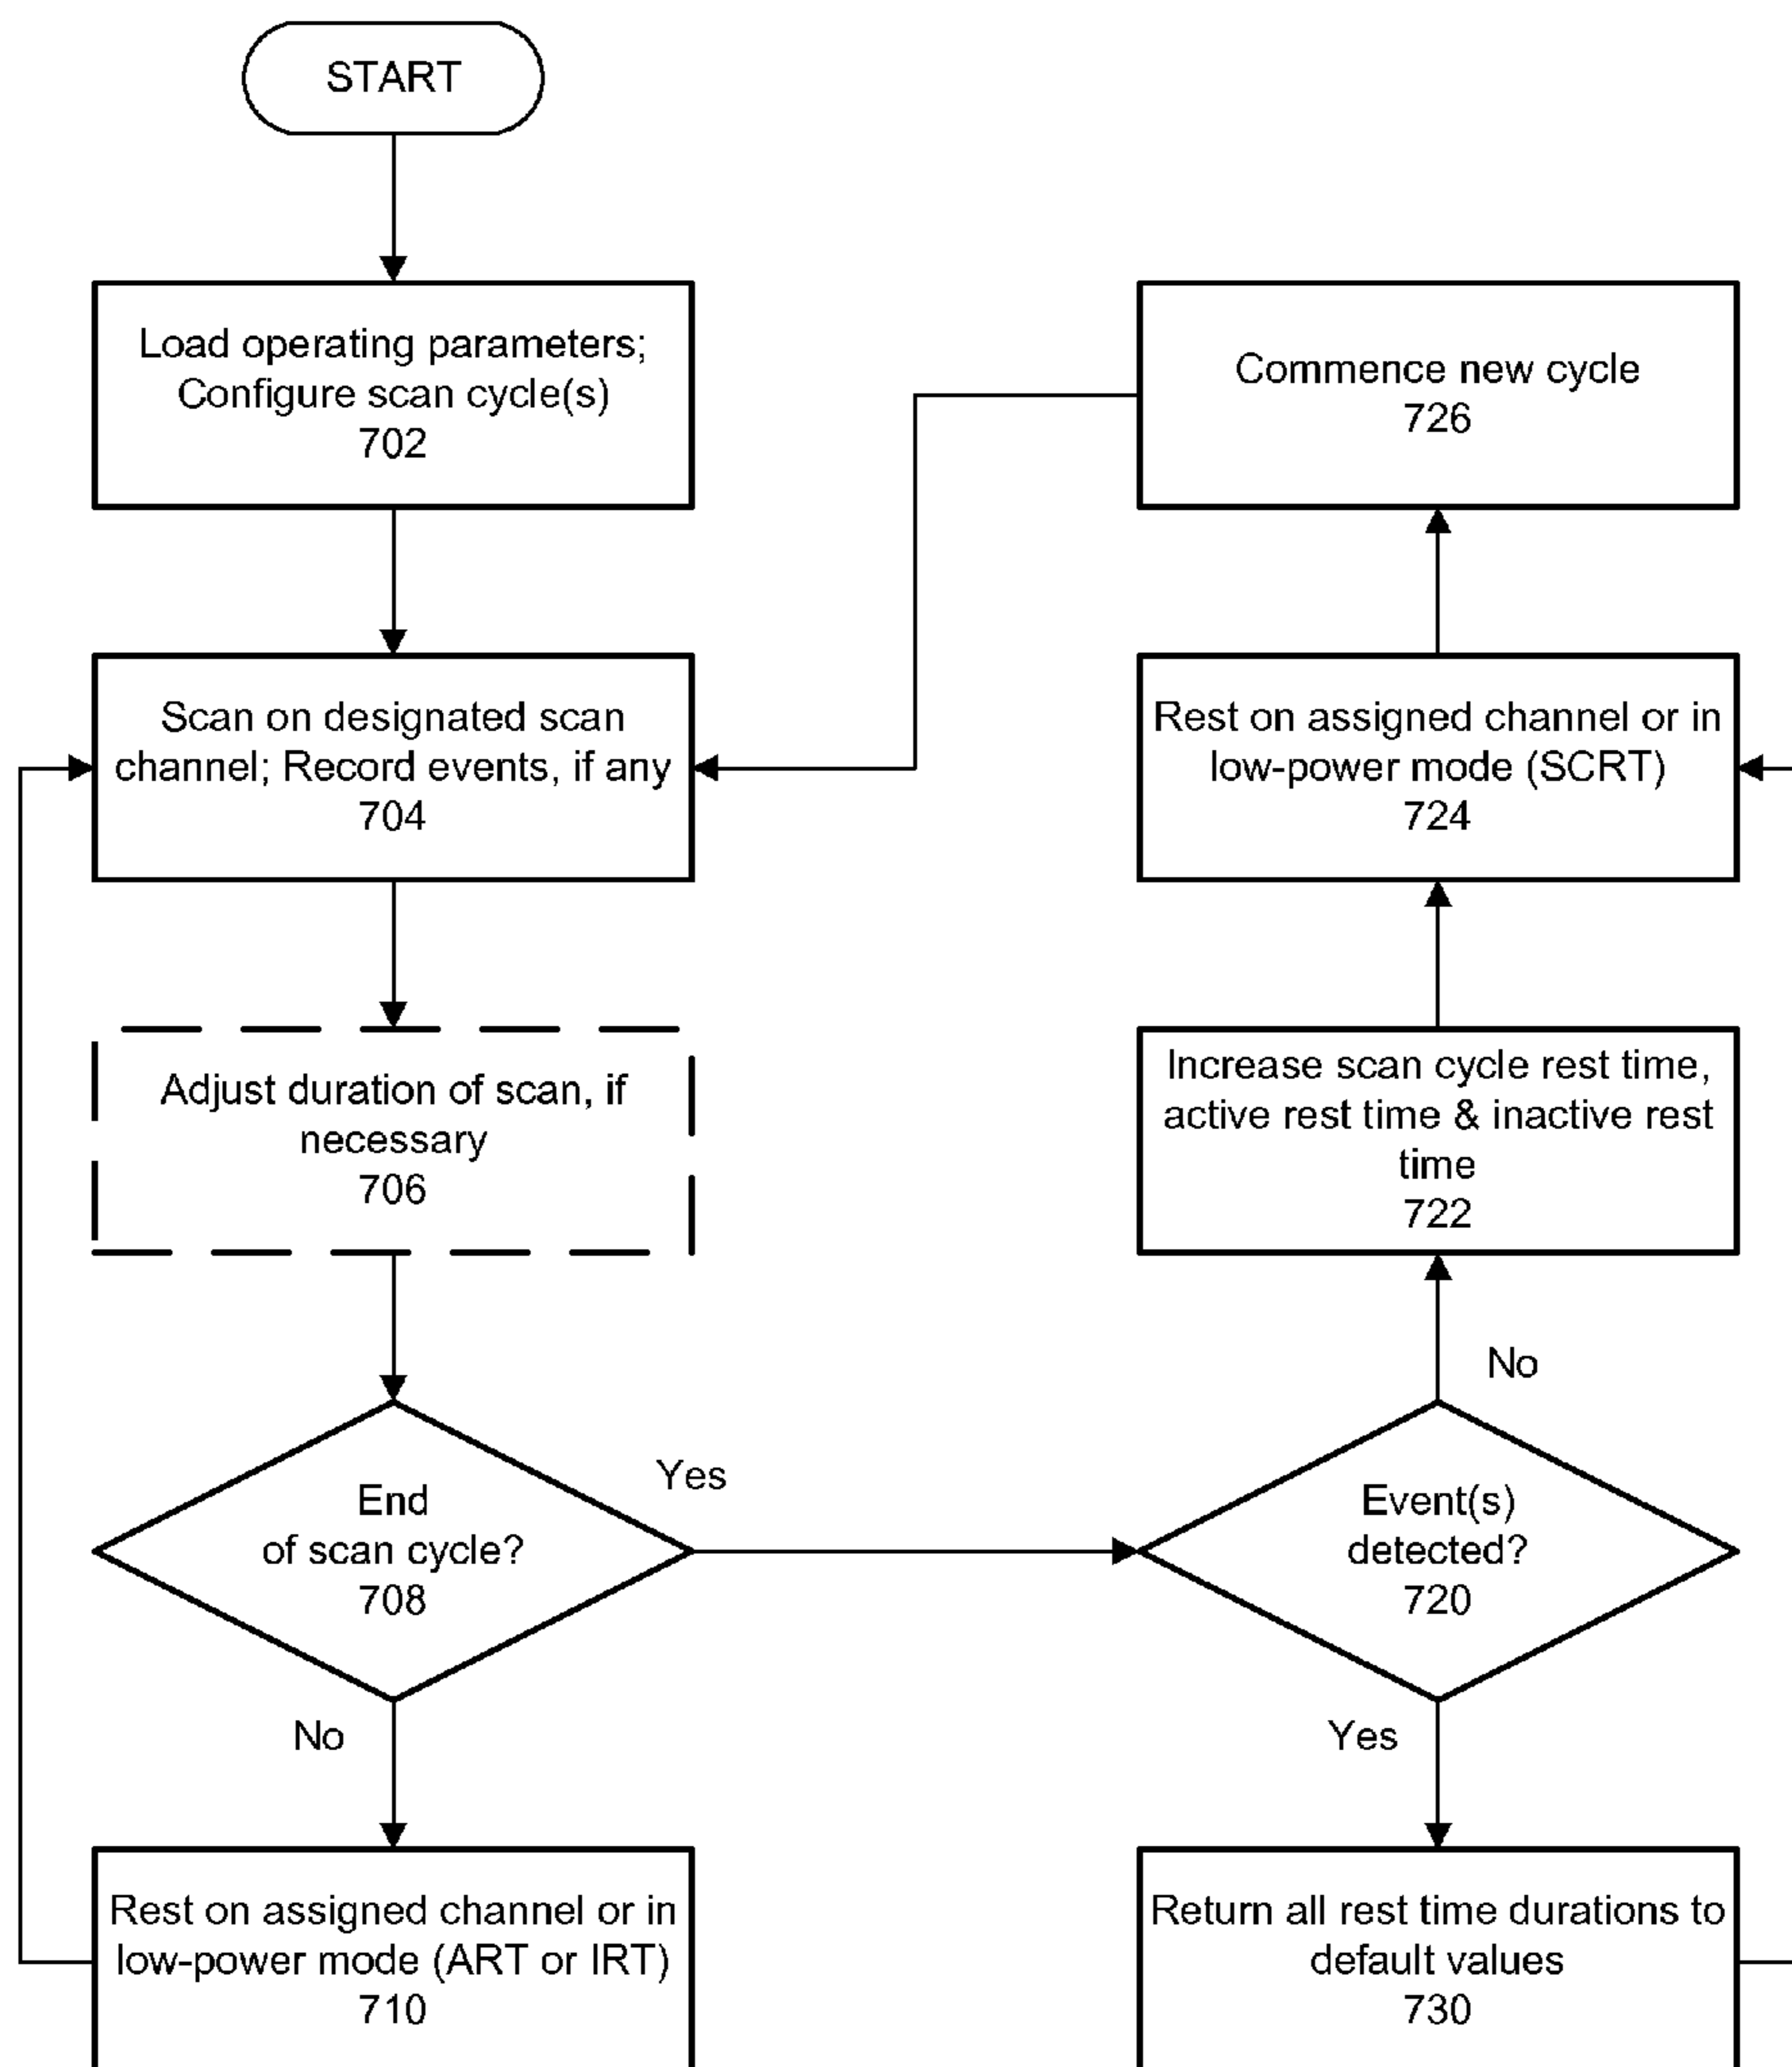 START
Load operating parameters;
Configure scan cycle(s)
702
Scan on designated scan
channel; Record events, if any
704
Adjust duration of scan, if
necessary
706
End
of scan cycle?
708
Yes
No
Rest on assigned channel or in
low-power mode (ART or IRT)
710
Commence new cycle
726
Rest on assigned channel or in
low-power mode (SCRT)
724
Increase scan cycle rest time,
active rest time & inactive rest
time
722
No
Event(s)
detected?
720
Yes
Return all rest time durations to
default values
730